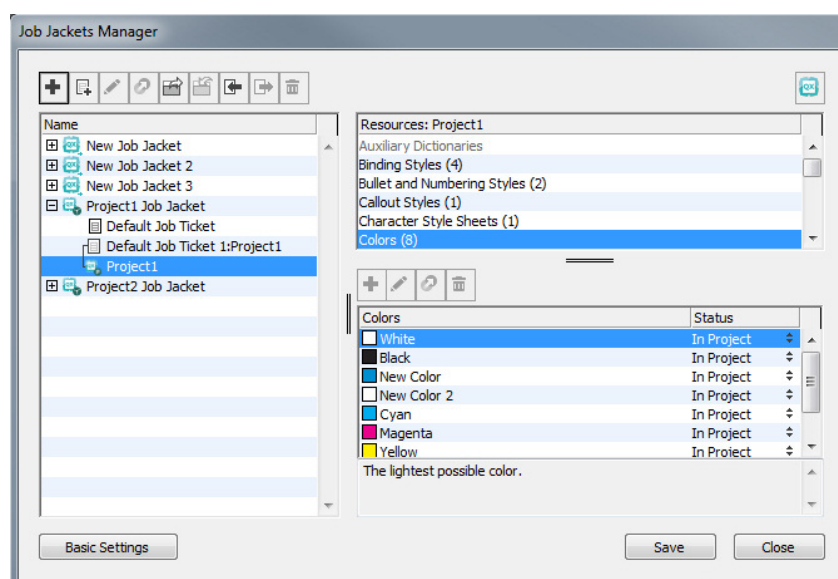 Job Jackets Manager
Name
New Job Jacket
New Job Jacket 2
New Job Jacket 3
Project1 Job Jacket
Default Job Ticket
Default Job Ticket 1:Project1
Project1
Project2 Job Jacket
Resources: Project1
Auxiliary Dictionaries
Binding Styles (4)
Bullet and Numbering Styles (2)
Callout Styles (1)
Character Style Sheets (1)
Colors (8)
Colors Status
White In Project
Black In Project
New Color In Project
New Color 2 In Project
Cyan In Project
Magenta In Project
Yellow In Project
The lightest possible color.
Basic Settings Save Close